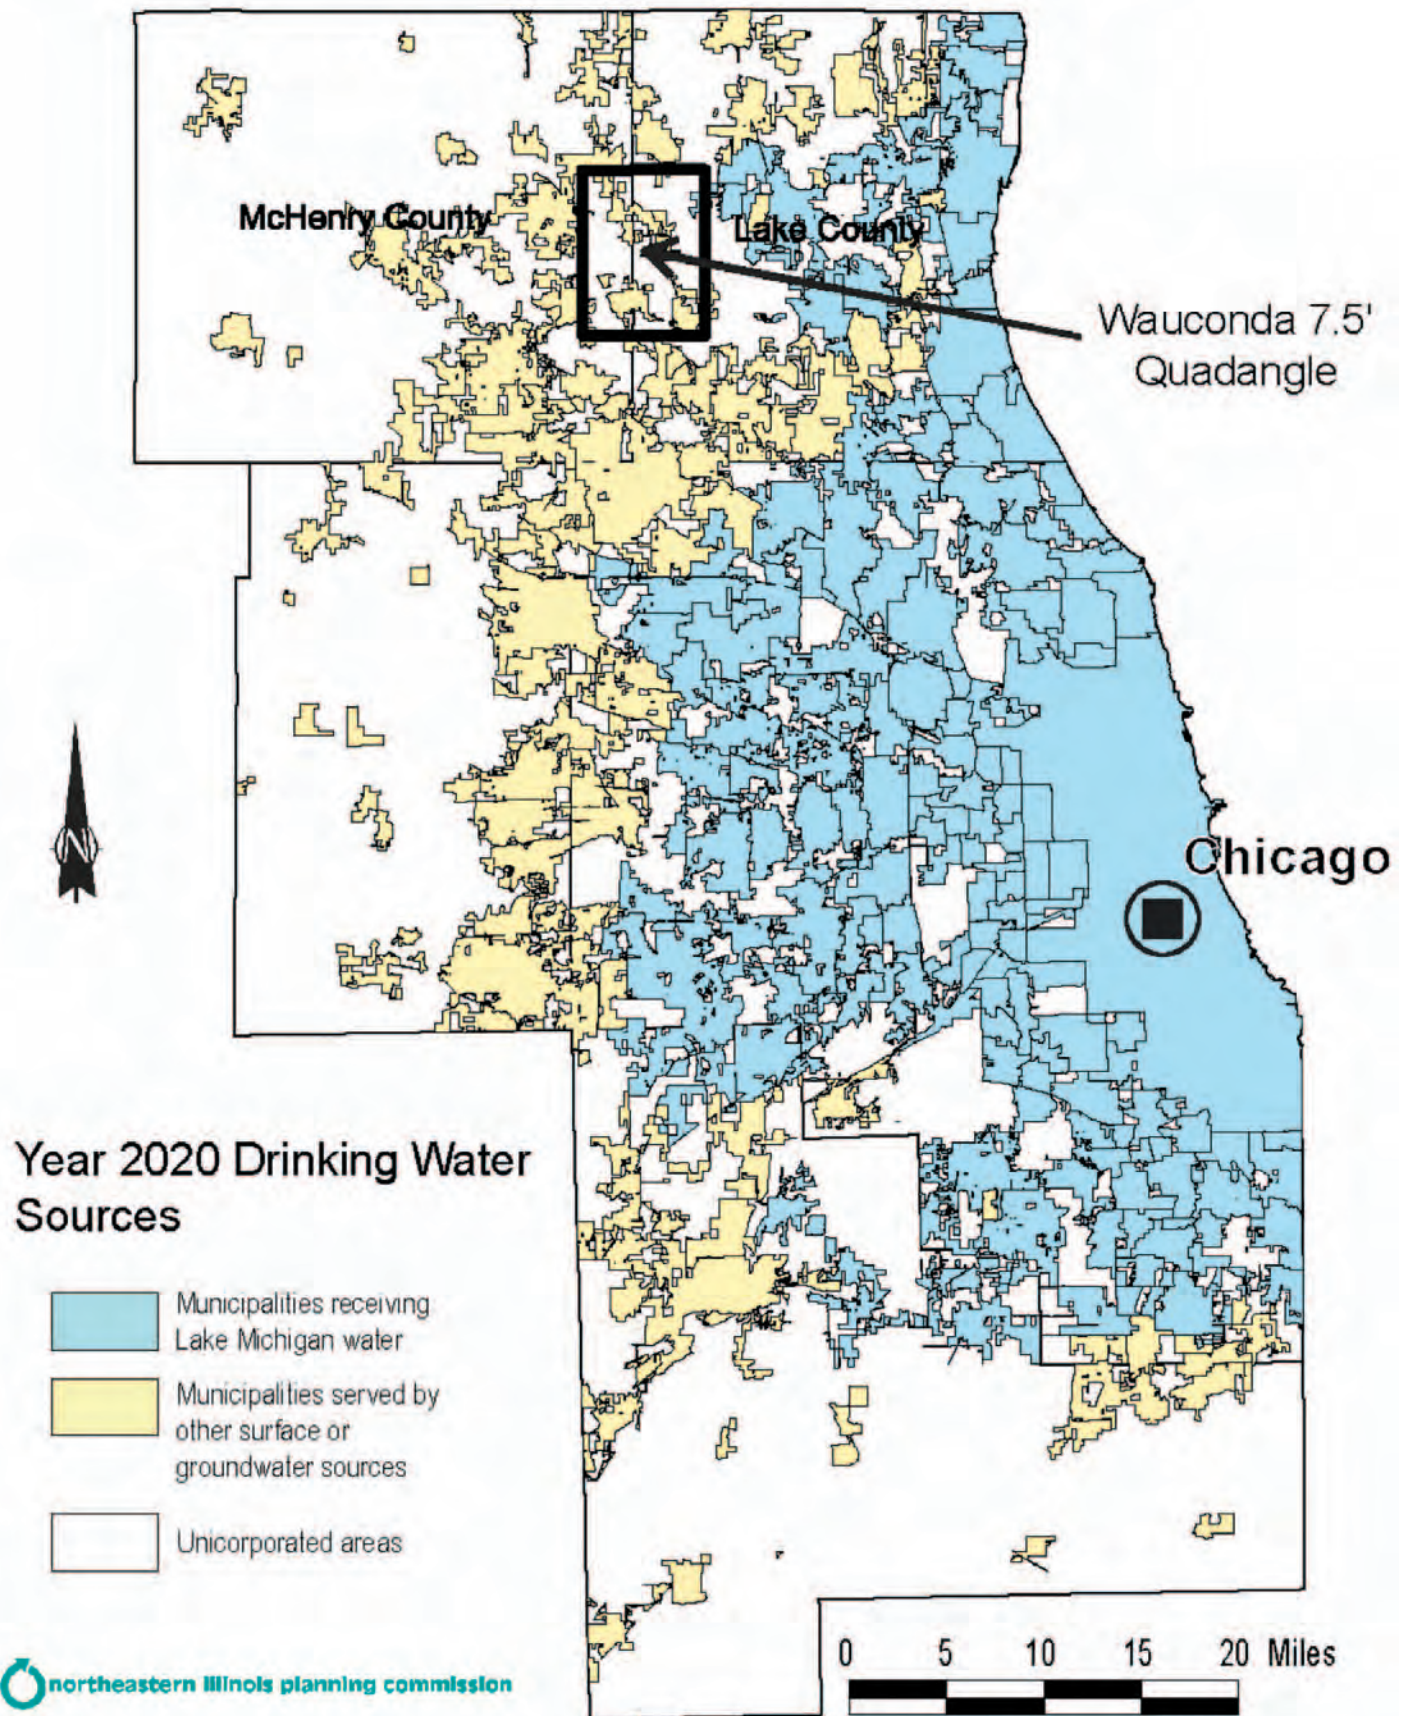 McHenry County
Lake County
Wauconda 7.5'
Quadangle
Chicago
N
Year 2020 Drinking Water
Sources
Municipalities receiving
Lake Michigan water
Municipalities served by
other surface or
groundwater sources
Unicorporated areas
0 5 10 15 20 Miles
northeastern illinois planning commission